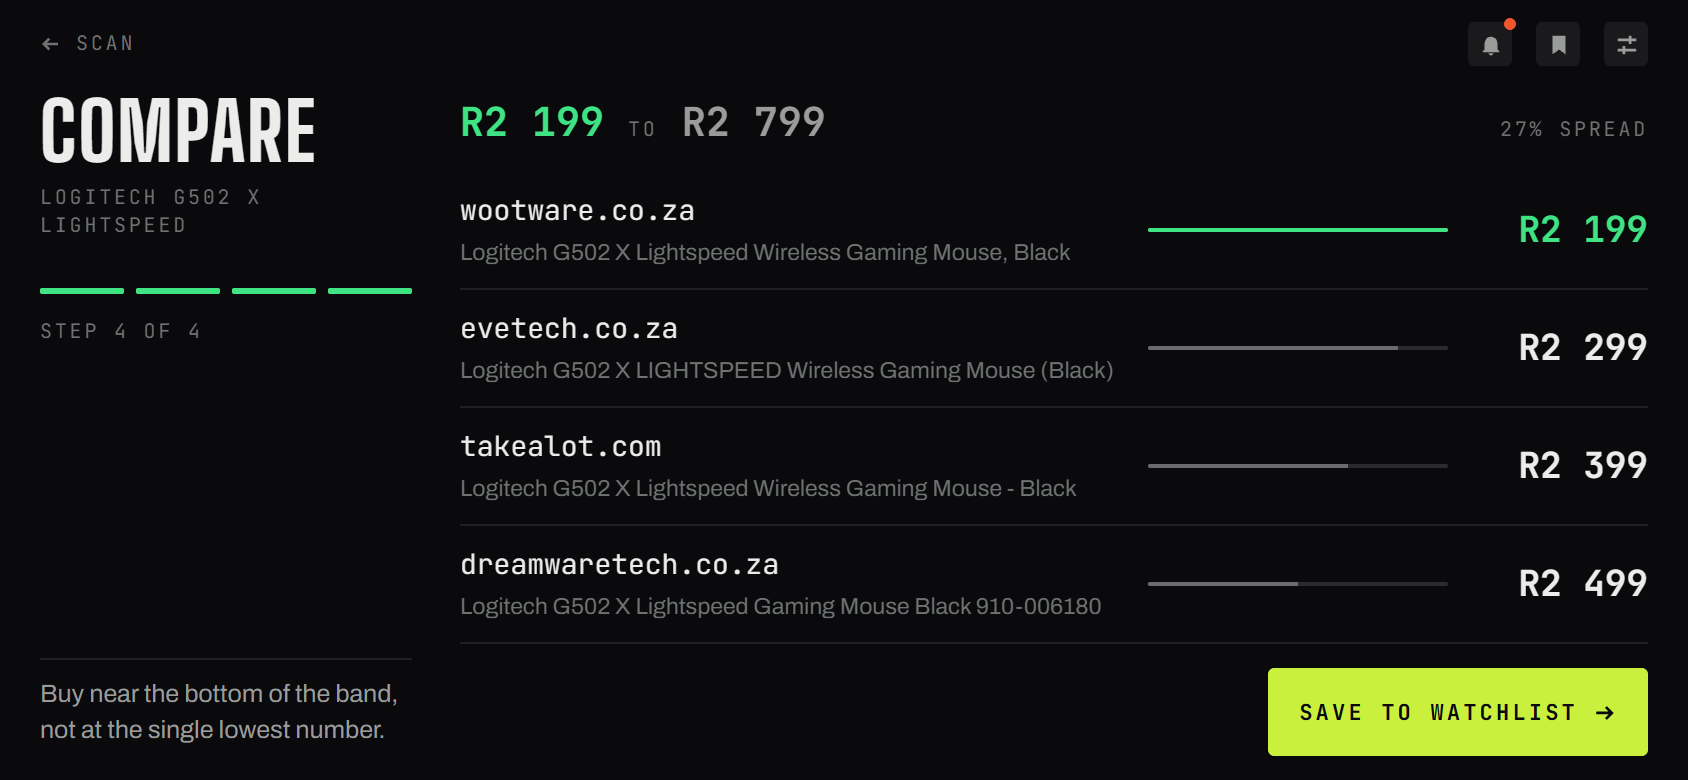 ← SCAN
COMPARE
LOGITECH G502 X
LIGHTSPEED
STEP 4 OF 4
Buy near the bottom of the band,
not at the single lowest number.
R2 199 TO R2 799
27% SPREAD
wootware.co.za
Logitech G502 X Lightspeed Wireless Gaming Mouse, Black
R2 199
evetech.co.za
Logitech G502 X LIGHTSPEED Wireless Gaming Mouse (Black)
R2 299
takealot.com
Logitech G502 X Lightspeed Wireless Gaming Mouse - Black
R2 399
dreamwaretech.co.za
Logitech G502 X Lightspeed Gaming Mouse Black 910-006180
R2 499
SAVE TO WATCHLIST →